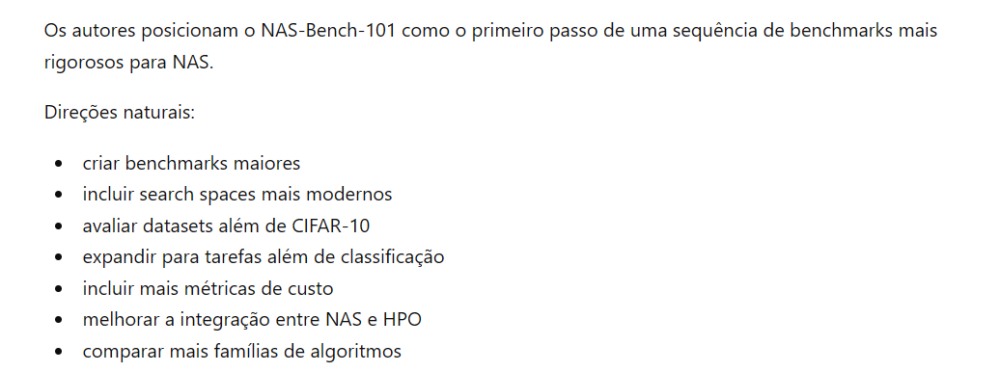 Os autores posicionam o NAS-Bench-101 como o primeiro passo de uma sequência de benchmarks mais
rigorosos para NAS.
Direções naturais:
• criar benchmarks maiores
• incluir search spaces mais modernos
• avaliar datasets além de CIFAR-10
• expandir para tarefas além de classificação
• incluir mais métricas de custo
• melhorar a integração entre NAS e HPO
• comparar mais famílias de algoritmos